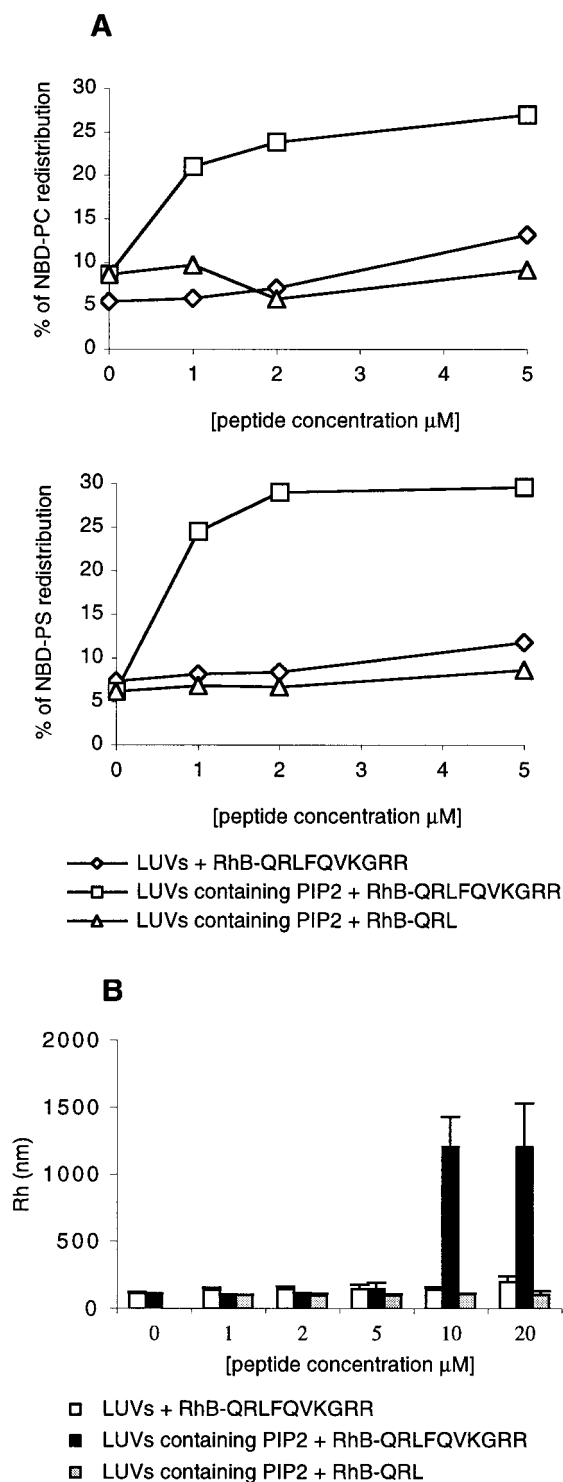 A
% of NBD-PC redistribution
30
25
20
15
10
5
0
0 1 2 3 4 5
[peptide concentration μM]
% of NBD-PS redistribution
30
25
20
15
10
5
0
0 1 2 3 4 5
[peptide concentration μM]
LUVs + RhB-QRLFQVKGRR
LUVs containing PIP2 + RhB-QRLFQVKGRR
LUVs containing PIP2 + RhB-QRL
B
Rh (nm)
2000
1500
1000
500
0
0 1 2 5 10 20
[peptide concentration μM]
LUVs + RhB-QRLFQVKGRR
LUVs containing PIP2 + RhB-QRLFQVKGRR
LUVs containing PIP2 + RhB-QRL